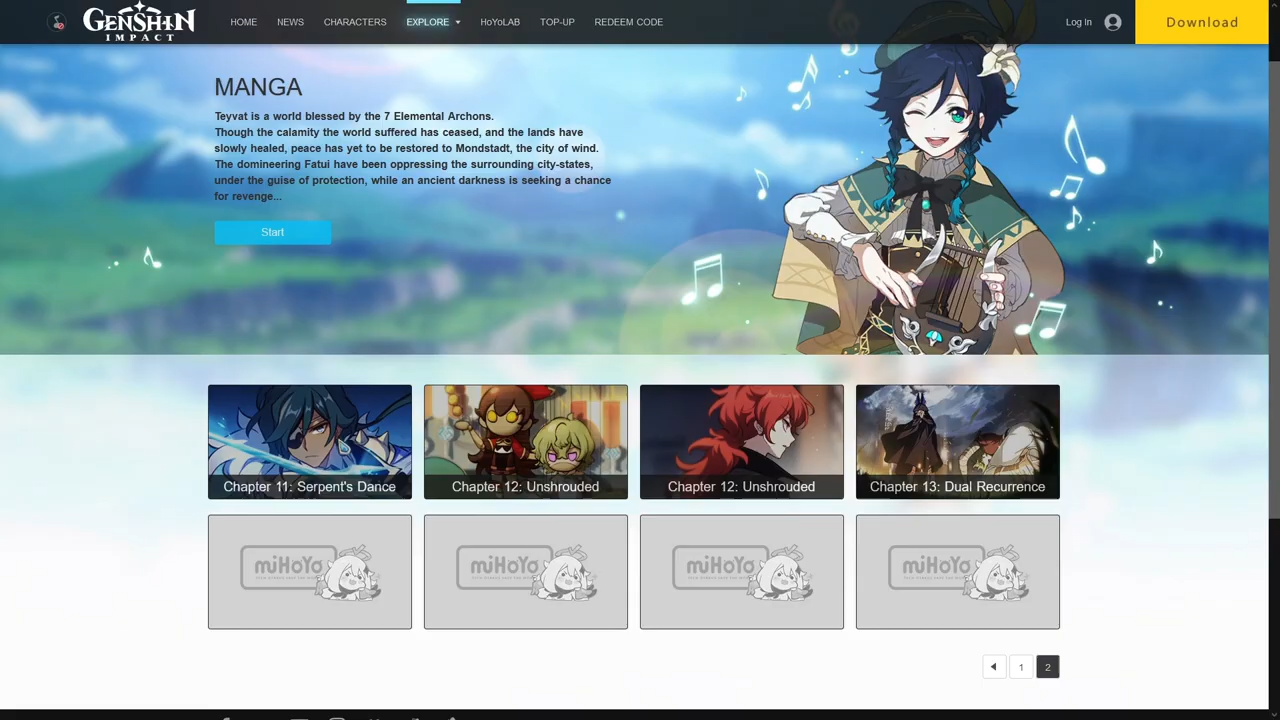 GENSHIN
IMPACT
HOME
NEWS
CHARACTERS
EXPLORE
HoYoLAB
TOP-UP
REDEEM CODE
Log In
Download
MANGA
Teyvat is a world blessed by the 7 Elemental Archons.
Though the calamity the world suffered has ceased, and the lands have
slowly healed, peace has yet to be restored to Mondstadt, the city of wind.
The domineering Fatui have been oppressing the surrounding city-states,
under the guise of protection, while an ancient darkness is seeking a chance
for revenge...
Start
Chapter 11: Serpent's Dance
Chapter 12: Unshrouded
Chapter 12: Unshrouded
Chapter 13: Dual Recurrence
miHoYo
miHoYo
miHoYo
miHoYo
1
2